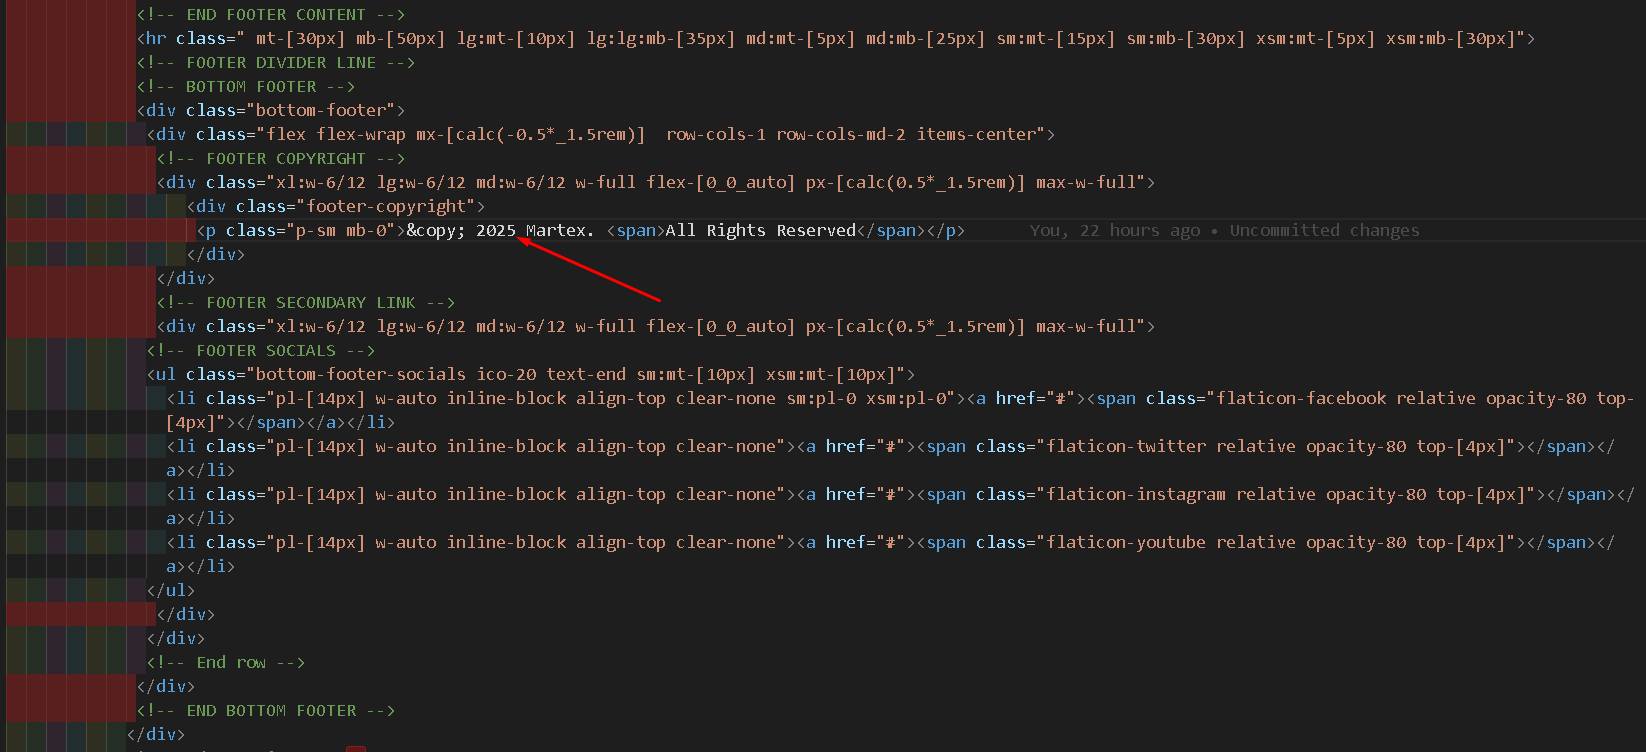 <!-- END FOOTER CONTENT -->
<hr class=" mt-[30px] mb-[50px] lg:mt-[10px] lg:lg:mb-[35px] md:mt-[5px] md:mb-[25px] sm:mt-[15px] sm:mb-[30px] xsm:mt-[5px] xsm:mb-[30px]">
<!-- FOOTER DIVIDER LINE -->
<!-- BOTTOM FOOTER -->
<div class="bottom-footer">
<div class="flex flex-wrap mx-[calc(-0.5*_1.5rem)]  row-cols-1 row-cols-md-2 items-center">
<!-- FOOTER COPYRIGHT -->
<div class="xl:w-6/12 lg:w-6/12 md:w-6/12 w-full flex-[0_0_auto] px-[calc(0.5*_1.5rem)] max-w-full">
<div class="footer-copyright">
<p class="p-sm mb-0">&copy; 2025 Martex. <span>All Rights Reserved</span></p> You, 22 hours ago • Uncommitted changes
</div>
</div>
<!-- FOOTER SECONDARY LINK -->
<div class="xl:w-6/12 lg:w-6/12 md:w-6/12 w-full flex-[0_0_auto] px-[calc(0.5*_1.5rem)] max-w-full">
<!-- FOOTER SOCIALS -->
<ul class="bottom-footer-socials ico-20 text-end sm:mt-[10px] xsm:mt-[10px]">
<li class="pl-[14px] w-auto inline-block align-top clear-none sm:pl-0 xsm:pl-0"><a href="#"><span class="flaticon-facebook relative opacity-80 top-
[4px]"></span></a></li>
<li class="pl-[14px] w-auto inline-block align-top clear-none"><a href="#"><span class="flaticon-twitter relative opacity-80 top-[4px]"></span></
a></li>
<li class="pl-[14px] w-auto inline-block align-top clear-none"><a href="#"><span class="flaticon-instagram relative opacity-80 top-[4px]"></span></
a></li>
<li class="pl-[14px] w-auto inline-block align-top clear-none"><a href="#"><span class="flaticon-youtube relative opacity-80 top-[4px]"></span></
a></li>
</ul>
</div>
</div>
<!-- End row -->
</div>
<!-- END BOTTOM FOOTER -->
</div>